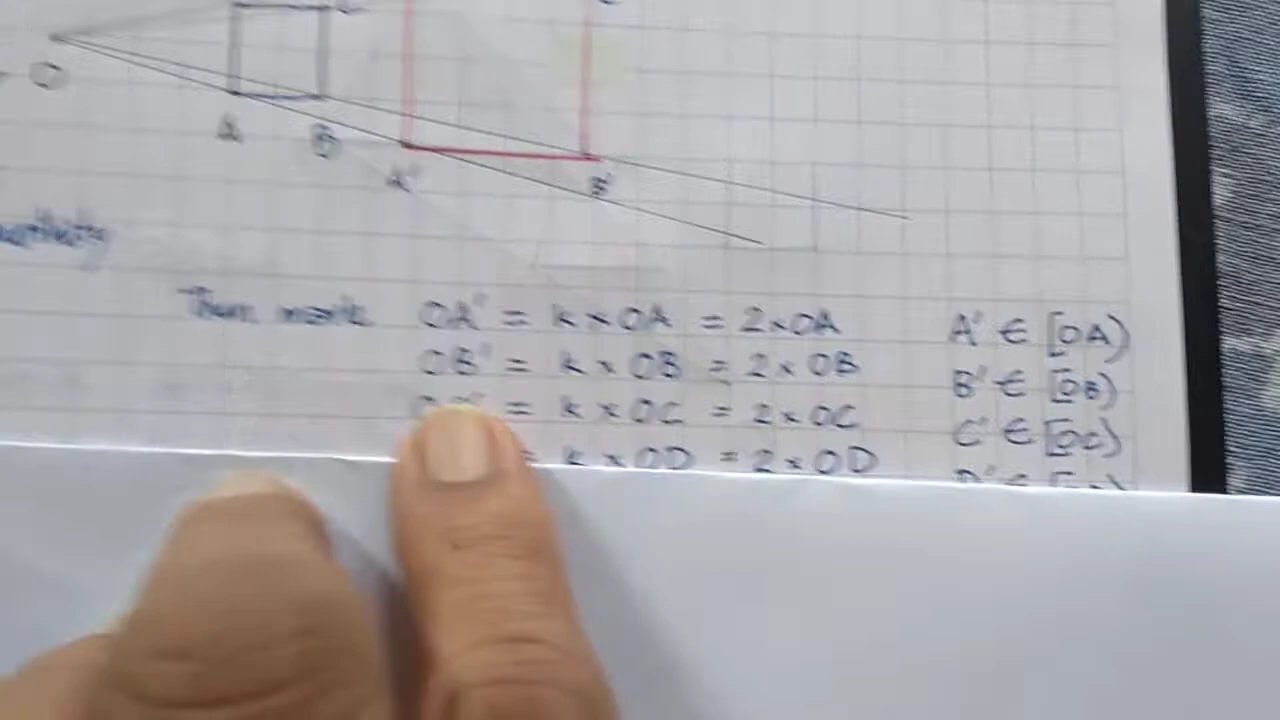 O
A
B
A'
B'
Then mark OA' = k × OA = 2×OA A' ∈ [OA)
OB' = k × OB = 2 × OB B' ∈ [OB)
= k × OC = 2 × OC C' ∈ [OC)
= k × OD = 2 × OD D' ∈